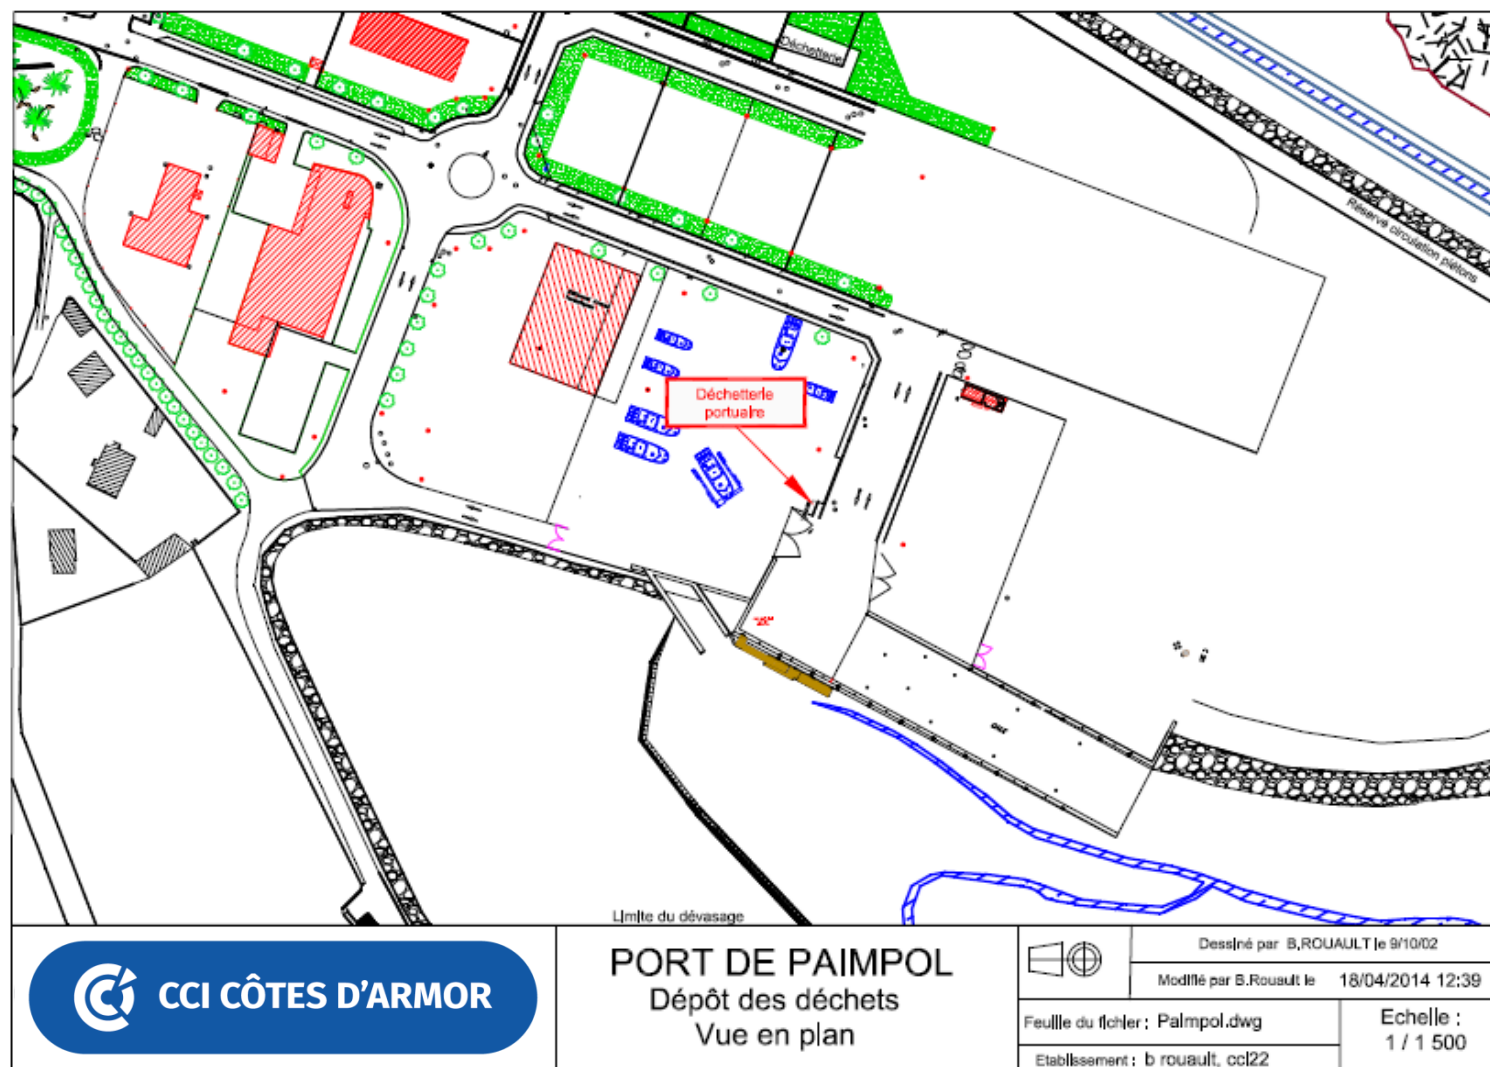 Déchetterie
Réservé circulation piétons
Déchetterie
portuaire
CALE
Limite du dévasage
CCI CÔTES D'ARMOR
PORT DE PAIMPOL
Dépôt des déchets
Vue en plan
Dessiné par B.ROUAULT le 9/10/02
Modifié par B.Rouault le 18/04/2014 12:39
Feuille du fichier : Paimpol.dwg
Etablissement : b rouault, cci22
Echelle :
1 / 1 500